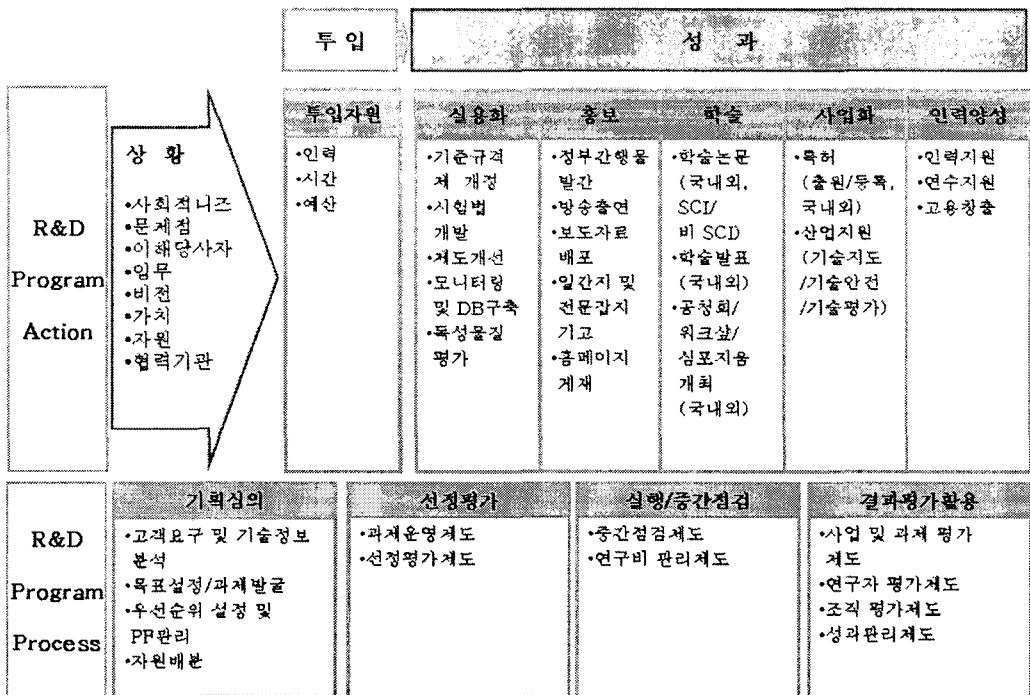 투 입
성 과
R&D
Program
Action
상 황
•사회적니즈
•문제점
•이해당사자
•임무
•비전
•가치
•자원
•협력기관
투입자원
•인력
•시간
•예산
실용화
•기준규격
제 개정
•시험법
개발
•제도개선
•모니터링
및 DB구축
•독성물질
평가
홍보
•정부간행물
발간
•방송출연
•보도자료
배포
•일간지 및
전문잡지
기고
•홈페이지
게재
학술
•학술논문
(국내외,
SCI/
비 SCI)
•학술발표
(국내외)
•공청회/
워크샾/
심포지움
개최
(국내외)
사업화
•특허
(출원/등록,
국내외)
•산업지원
(기술지도
/기술안전
/기술평가)
인력양성
•인력지원
•연수지원
•고용창출
R&D
Program
Process
기획심의
•고객요구 및 기술정보
분석
•목표설정/과제발굴
•우선순위 설정 및
PF관리
•자원배분
선정평가
•과제운영제도
•선정평가제도
실행/중간점검
•중간점검제도
•연구비 관리제도
결과평가활용
•사업 및 과제 평가
제도
•연구자 평가제도
•조직 평가제도
•성과관리제도